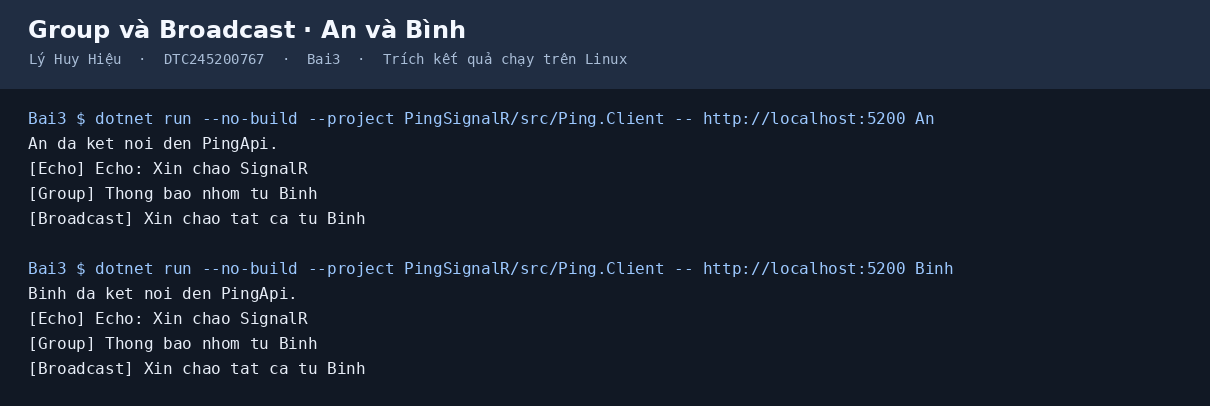 Group và Broadcast · An và Bình
Lý Huy Hiệu · DTC245200767 · Bai3 · Trích kết quả chạy trên Linux
Bai3 $ dotnet run --no-build --project PingSignalR/src/Ping.Client -- http://localhost:5200 An
An da ket noi den PingApi.
[Echo] Echo: Xin chao SignalR
[Group] Thong bao nhom tu Binh
[Broadcast] Xin chao tat ca tu Binh
Bai3 $ dotnet run --no-build --project PingSignalR/src/Ping.Client -- http://localhost:5200 Binh
Binh da ket noi den PingApi.
[Echo] Echo: Xin chao SignalR
[Group] Thong bao nhom tu Binh
[Broadcast] Xin chao tat ca tu Binh